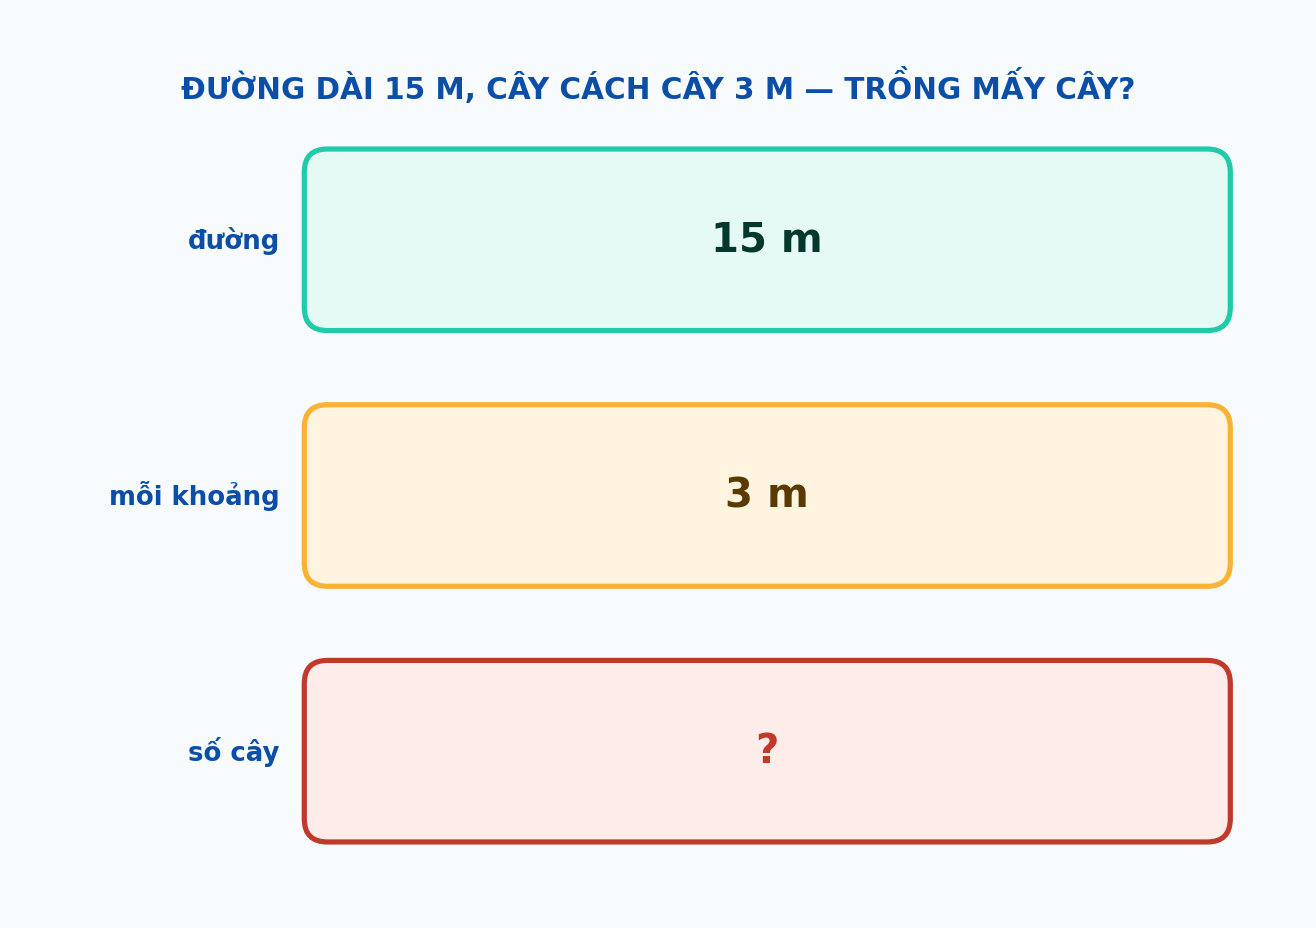 ĐƯỜNG DÀI 15 M, CÂY CÁCH CÂY 3 M — TRỒNG MẤY CÂY?
đường
15 m
mỗi khoảng
3 m
số cây
?